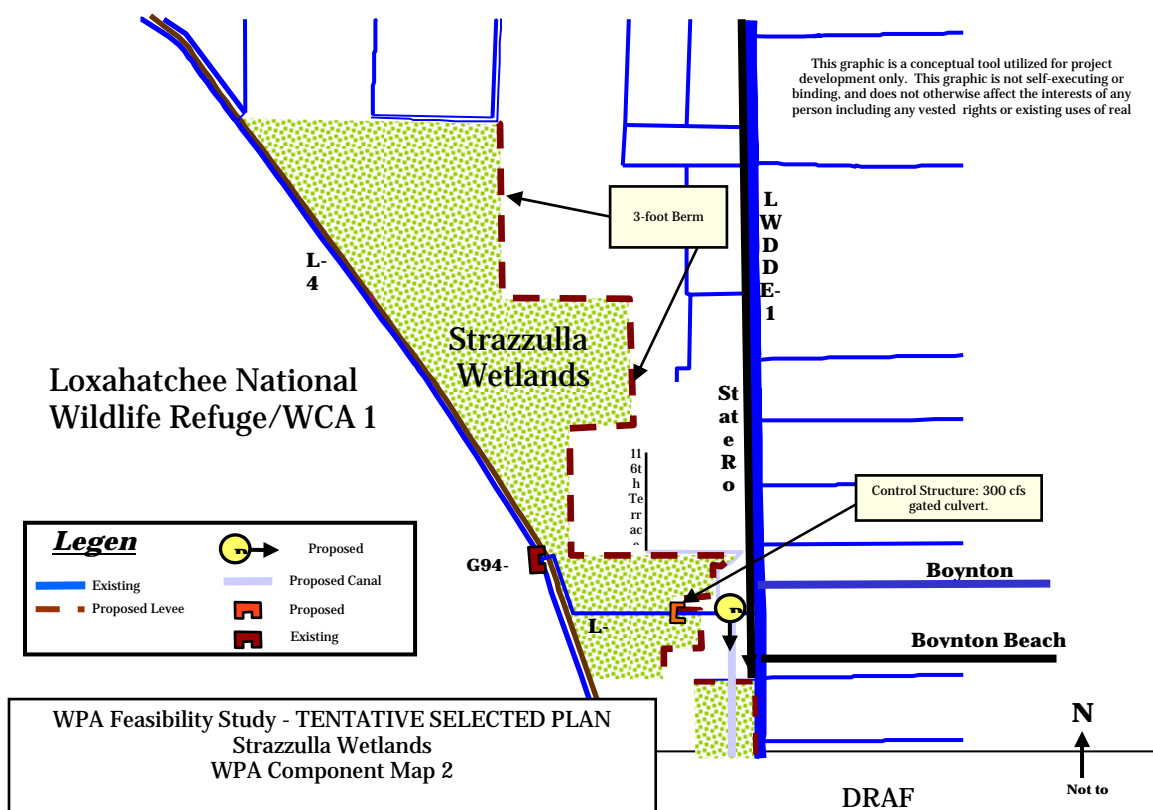 This graphic is a conceptual tool utilized for project
development only. This graphic is not self-executing or
binding, and does not otherwise affect the interests of any
person including any vested rights or existing uses of real
L
W
D
D
E-
1
3-foot Berm
L-
4
Strazzulla
Wetlands
Loxahatchee National
Wildlife Refuge/WCA 1
St
at
e
R
o
11
6t
h
Te
rr
ac
Control Structure: 300 cfs
gated culvert.
Legen
Proposed
Existing
Proposed Canal
Proposed Levee
Proposed
Existing
G94-
Boynton
L-
Boynton Beach
WPA Feasibility Study - TENTATIVE SELECTED PLAN
Strazzulla Wetlands
WPA Component Map 2
N
Not to
DRAF